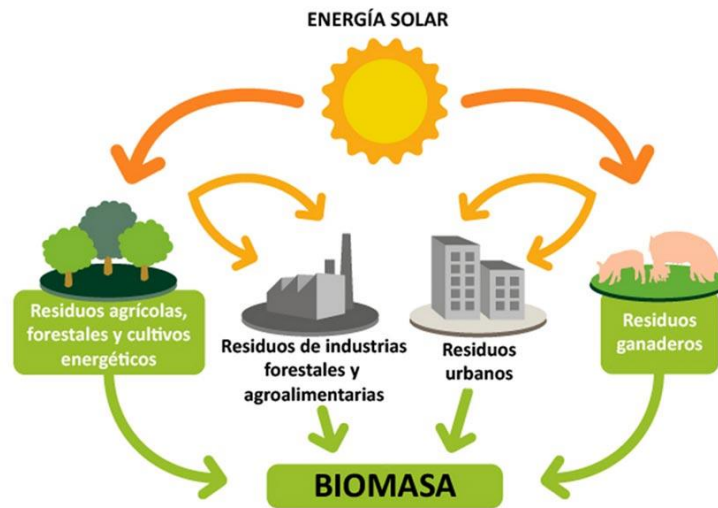 ENERGÍA SOLAR
Residuos agrícolas,
forestales y cultivos
energéticos
Residuos de industrias
forestales y
agroalimentarias
Residuos
urbanos
Residuos
ganaderos
BIOMASA